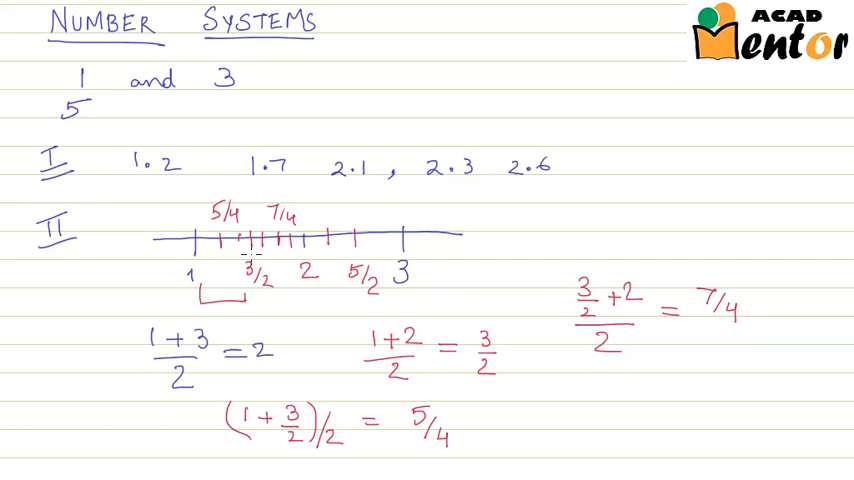 NUMBER SYSTEMS
ACAD
mentor
1 and 3
5
I 1.2 1.7 2.1 , 2.3 2.6
5/4 7/4
II
1 3/2 2 5/2 3
(3/2 + 2)/2 = 7/4
(1 + 3)/2 = 2 (1 + 2)/2 = 3/2
(1 + 3/2)/2 = 5/4